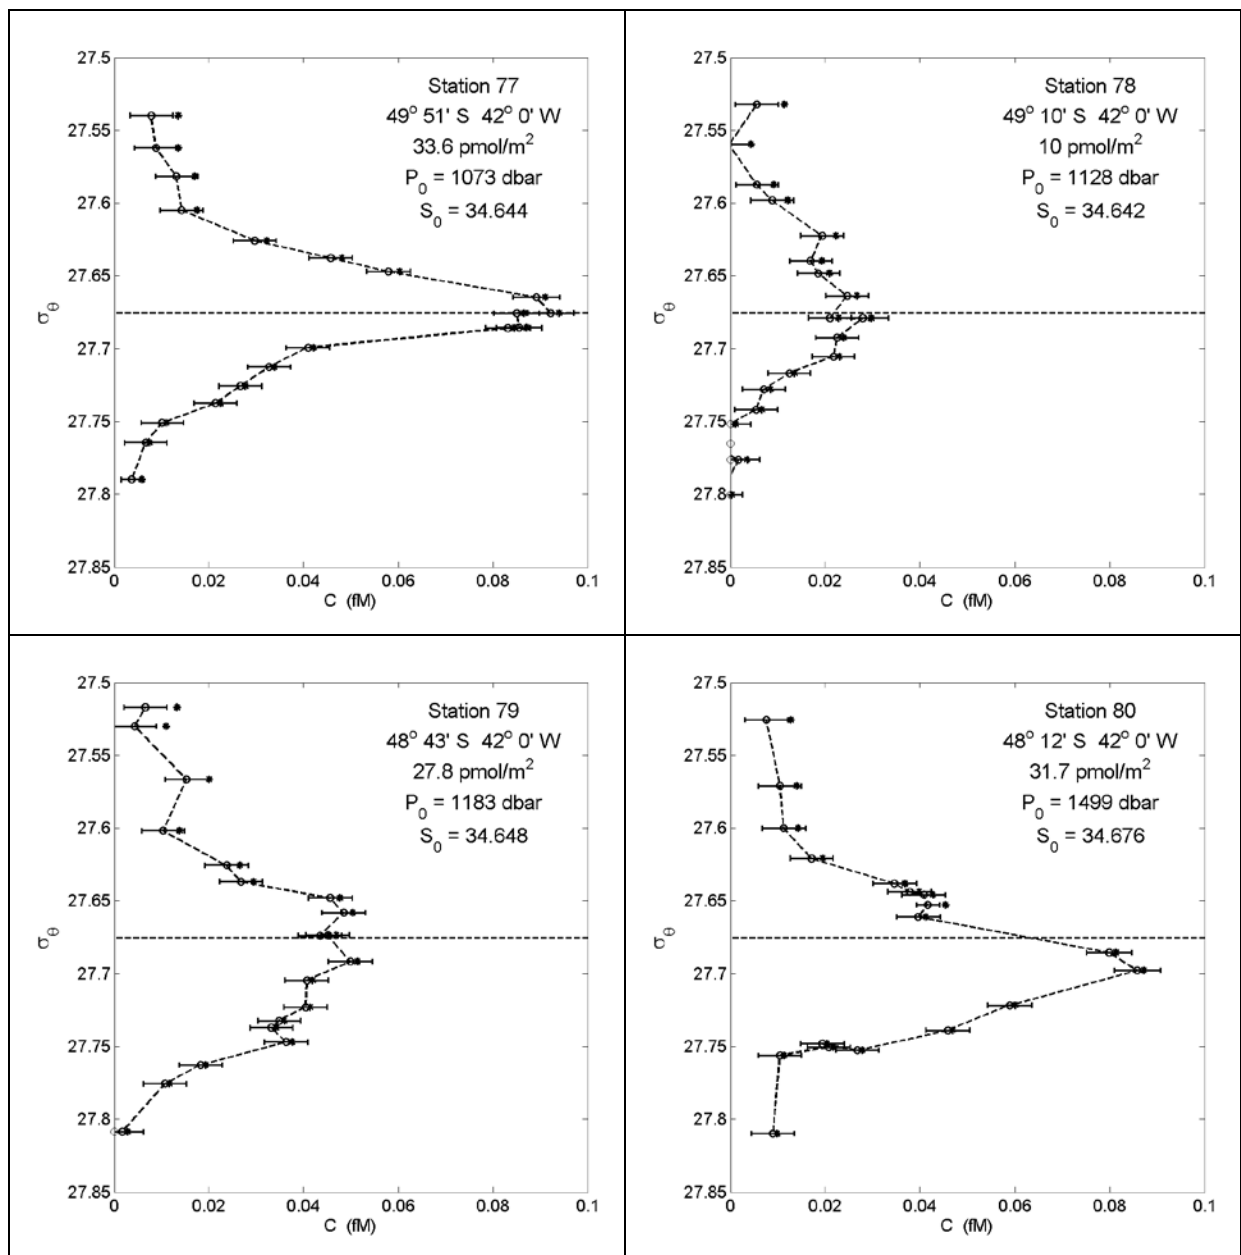 27.5
27.55
27.6
27.65
27.7
27.75
27.8
27.85
σθ
Station 77
49° 51' S 42° 0' W
33.6 pmol/m²
P₀ = 1073 dbar
S₀ = 34.644
0 0.02 0.04 0.06 0.08 0.1
C (fM)
27.5
27.55
27.6
27.65
27.7
27.75
27.8
27.85
σθ
Station 78
49° 10' S 42° 0' W
10 pmol/m²
P₀ = 1128 dbar
S₀ = 34.642
0 0.02 0.04 0.06 0.08 0.1
C (fM)
27.5
27.55
27.6
27.65
27.7
27.75
27.8
27.85
σθ
Station 79
48° 43' S 42° 0' W
27.8 pmol/m²
P₀ = 1183 dbar
S₀ = 34.648
0 0.02 0.04 0.06 0.08 0.1
C (fM)
27.5
27.55
27.6
27.65
27.7
27.75
27.8
27.85
σθ
Station 80
48° 12' S 42° 0' W
31.7 pmol/m²
P₀ = 1499 dbar
S₀ = 34.676
0 0.02 0.04 0.06 0.08 0.1
C (fM)